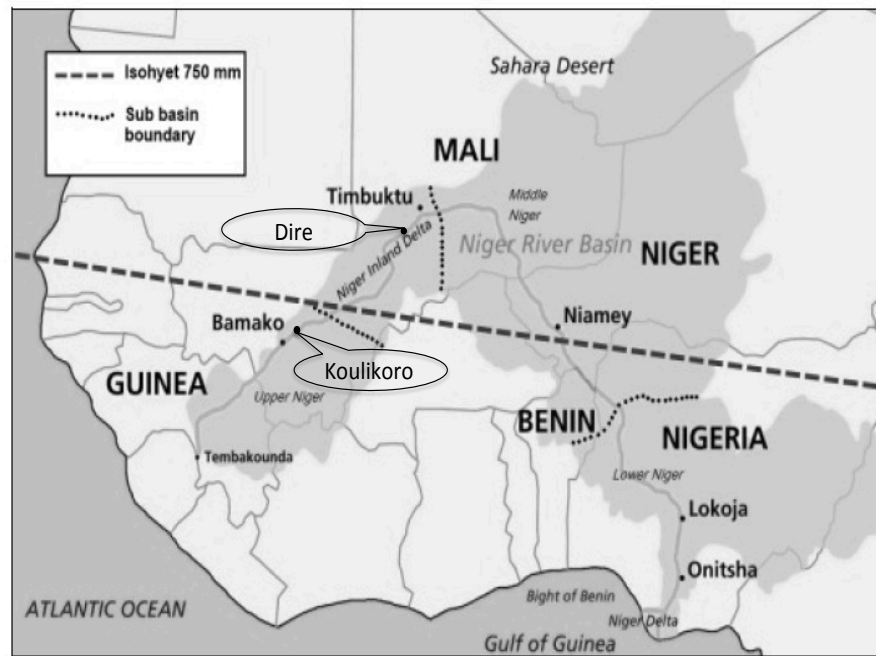 Isohyet 750 mm
Sub basin
boundary
Sahara Desert
MALI
Timbuktu
Middle
Niger
Dire
Niger River Basin
NIGER
Niger Inland Delta
Bamako
Niamey
Koulikoro
GUINEA
Upper Niger
BENIN
NIGERIA
Tembakounda
Lower Niger
Lokoja
Onitsha
ATLANTIC OCEAN
Bight of Benin
Niger Delta
Gulf of Guinea